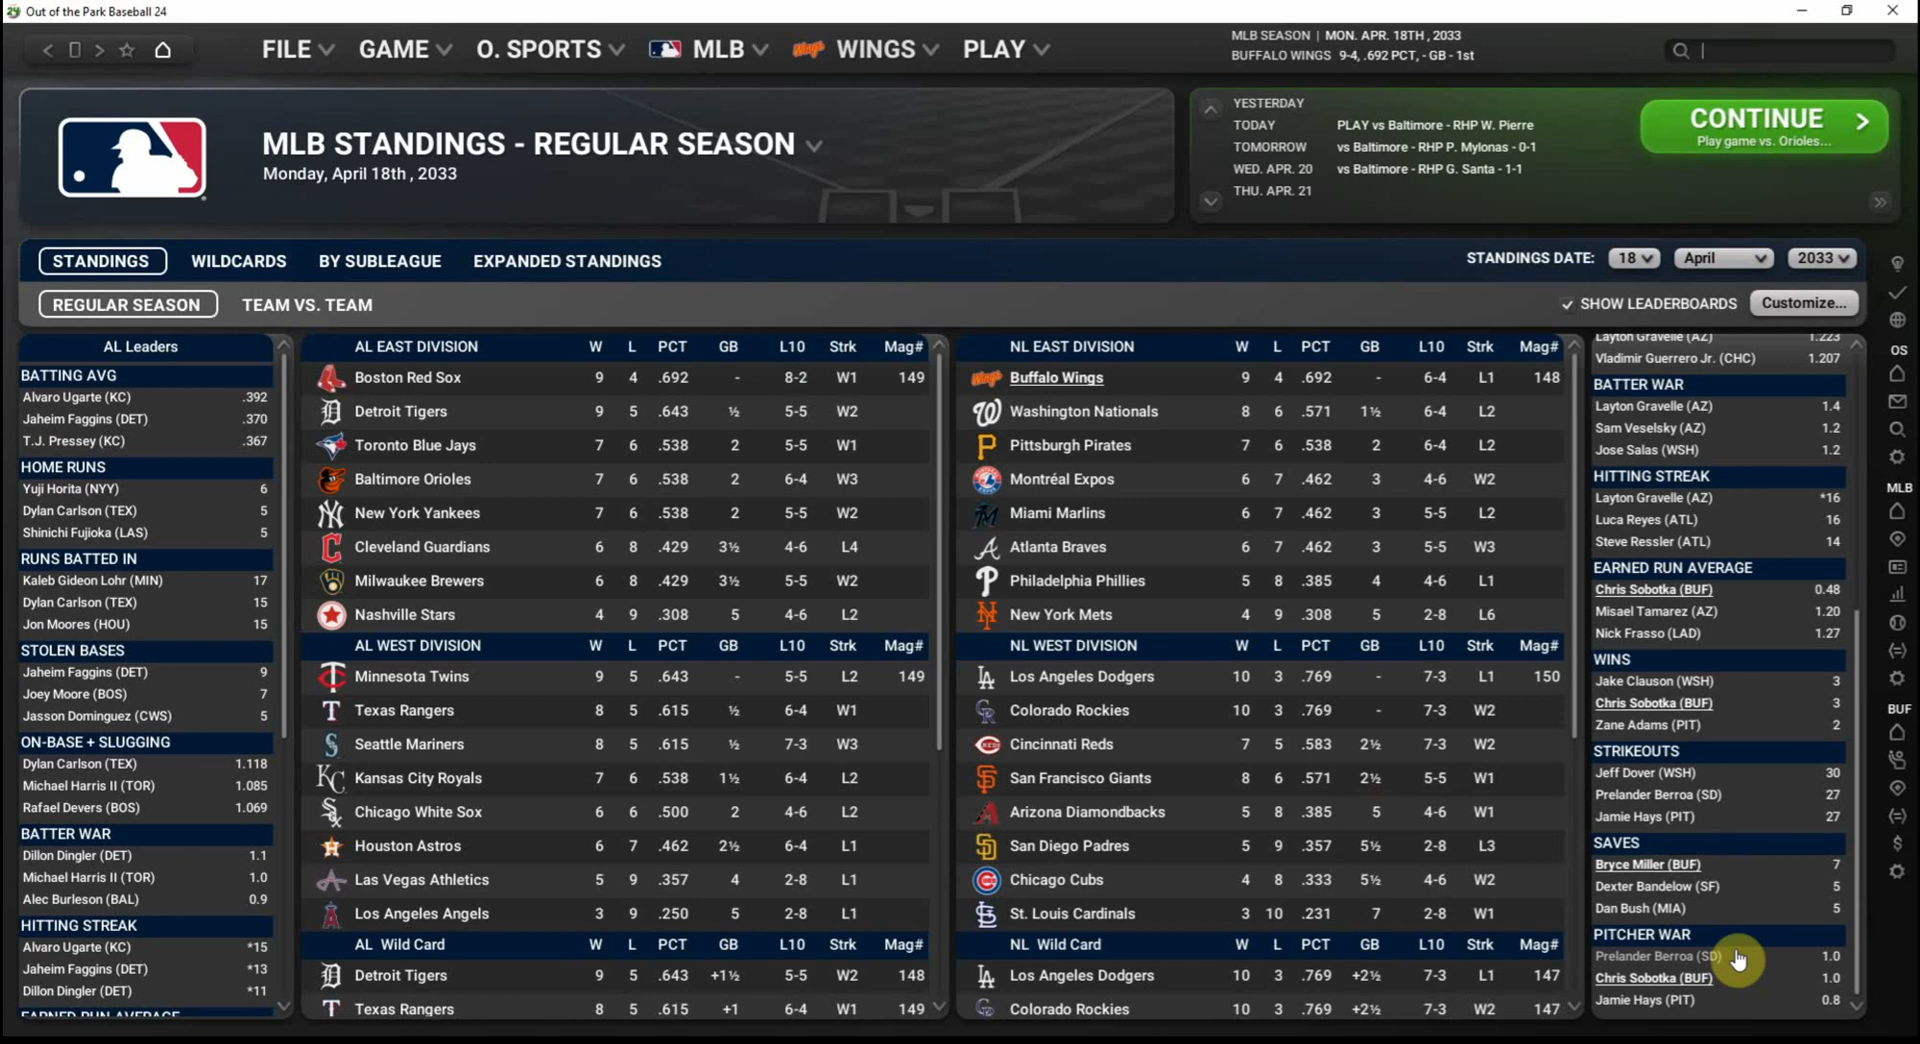 Out of the Park Baseball 24
FILE GAME O. SPORTS MLB WINGS PLAY
MLB SEASON | MON. APR. 18TH , 2033
BUFFALO WINGS 9-4, .692 PCT, - GB - 1st
MLB STANDINGS - REGULAR SEASON
Monday, April 18th , 2033
YESTERDAY
TODAY PLAY vs Baltimore - RHP W. Pierre
TOMORROW vs Baltimore - RHP P. Mylonas - 0-1
WED. APR. 20 vs Baltimore - RHP G. Santa - 1-1
THU. APR. 21
CONTINUE
Play game vs. Orioles...
STANDINGS WILDCARDS BY SUBLEAGUE EXPANDED STANDINGS
STANDINGS DATE: 18 April 2033
REGULAR SEASON TEAM VS. TEAM
SHOW LEADERBOARDS Customize...
AL Leaders
BATTING AVG
Alvaro Ugarte (KC) .392
Jaheim Faggins (DET) .370
T.J. Pressey (KC) .367
HOME RUNS
Yuji Horita (NYY) 6
Dylan Carlson (TEX) 5
Shinichi Fujioka (LAS) 5
RUNS BATTED IN
Kaleb Gideon Lohr (MIN) 17
Dylan Carlson (TEX) 15
Jon Moores (HOU) 15
STOLEN BASES
Jaheim Faggins (DET) 9
Joey Moore (BOS) 7
Jasson Dominguez (CWS) 5
ON-BASE + SLUGGING
Dylan Carlson (TEX) 1.118
Michael Harris II (TOR) 1.085
Rafael Devers (BOS) 1.069
BATTER WAR
Dillon Dingler (DET) 1.1
Michael Harris II (TOR) 1.0
Alec Burleson (BAL) 0.9
HITTING STREAK
Alvaro Ugarte (KC) *15
Jaheim Faggins (DET) *13
Dillon Dingler (DET) *11
EARNED RUN AVERAGE
AL EAST DIVISION W L PCT GB L10 Strk Mag#
Boston Red Sox 9 4 .692 - 8-2 W1 149
Detroit Tigers 9 5 .643 ½ 5-5 W2
Toronto Blue Jays 7 6 .538 2 5-5 W1
Baltimore Orioles 7 6 .538 2 6-4 W3
New York Yankees 7 6 .538 2 5-5 W2
Cleveland Guardians 6 8 .429 3½ 4-6 L4
Milwaukee Brewers 6 8 .429 3½ 5-5 W2
Nashville Stars 4 9 .308 5 4-6 L2
AL WEST DIVISION W L PCT GB L10 Strk Mag#
Minnesota Twins 9 5 .643 - 5-5 L2 149
Texas Rangers 8 5 .615 ½ 6-4 W1
Seattle Mariners 8 5 .615 ½ 7-3 W3
Kansas City Royals 7 6 .538 1½ 6-4 L2
Chicago White Sox 6 6 .500 2 4-6 L2
Houston Astros 6 7 .462 2½ 6-4 L1
Las Vegas Athletics 5 9 .357 4 2-8 L1
Los Angeles Angels 3 9 .250 5 2-8 L1
AL Wild Card W L PCT GB L10 Strk Mag#
Detroit Tigers 9 5 .643 +1½ 5-5 W2 148
Texas Rangers 8 5 .615 +1 6-4 W1 149
NL EAST DIVISION W L PCT GB L10 Strk Mag#
Buffalo Wings 9 4 .692 - 6-4 L1 148
Washington Nationals 8 6 .571 1½ 6-4 L2
Pittsburgh Pirates 7 6 .538 2 6-4 L2
Montréal Expos 6 7 .462 3 4-6 W2
Miami Marlins 6 7 .462 3 5-5 L2
Atlanta Braves 6 7 .462 3 5-5 W3
Philadelphia Phillies 5 8 .385 4 4-6 L1
New York Mets 4 9 .308 5 2-8 L6
NL WEST DIVISION W L PCT GB L10 Strk Mag#
Los Angeles Dodgers 10 3 .769 - 7-3 L1 150
Colorado Rockies 10 3 .769 - 7-3 W2
Cincinnati Reds 7 5 .583 2½ 7-3 W2
San Francisco Giants 8 6 .571 2½ 5-5 W1
Arizona Diamondbacks 5 8 .385 5 4-6 W1
San Diego Padres 5 9 .357 5½ 2-8 L3
Chicago Cubs 4 8 .333 5½ 4-6 W2
St. Louis Cardinals 3 10 .231 7 2-8 W1
NL Wild Card W L PCT GB L10 Strk Mag#
Los Angeles Dodgers 10 3 .769 +2½ 7-3 L1 147
Colorado Rockies 10 3 .769 +2½ 7-3 W2 147
Layton Gravelle (AZ) 1.223
Vladimir Guerrero Jr. (CHC) 1.207
BATTER WAR
Layton Gravelle (AZ) 1.4
Sam Veselsky (AZ) 1.2
Jose Salas (WSH) 1.2
HITTING STREAK
Layton Gravelle (AZ) *16
Luca Reyes (ATL) 16
Steve Ressler (ATL) 14
EARNED RUN AVERAGE
Chris Sobotka (BUF) 0.48
Misael Tamarez (AZ) 1.20
Nick Frasso (LAD) 1.27
WINS
Jake Clauson (WSH) 3
Chris Sobotka (BUF) 3
Zane Adams (PIT) 2
STRIKEOUTS
Jeff Dover (WSH) 30
Prelander Berroa (SD) 27
Jamie Hays (PIT) 27
SAVES
Bryce Miller (BUF) 7
Dexter Bandelow (SF) 5
Dan Bush (MIA) 5
PITCHER WAR
Prelander Berroa (SD) 1.0
Chris Sobotka (BUF) 1.0
Jamie Hays (PIT) 0.8
OS
MLB
BUF